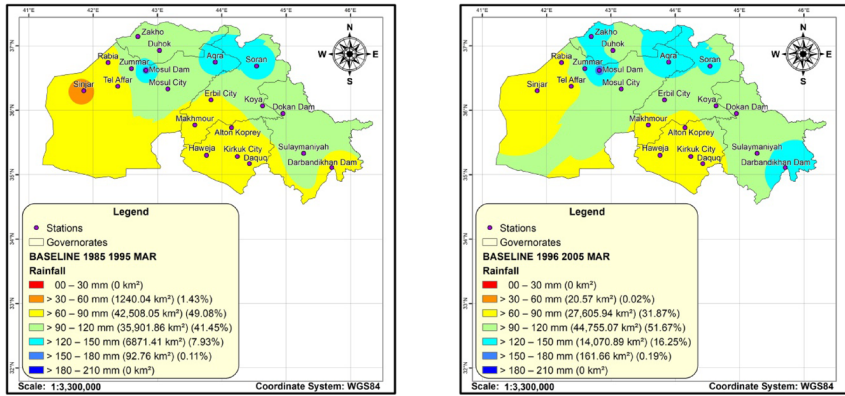 41°E 42°E 43°E 44°E 45°E 46°E
N
W E
S
37°N
36°N
35°N
34°N
33°N
32°N
Zakho
Duhok
Rabia
Zummar
Aqra
Soran
Mosul Dam
Tel Affar
Sinjar
Mosul City
Erbil City
Koya
Dokan Dam
Makhmour
Alton Koprey
Haweja
Kirkuk City
Sulaymaniyah
Daquq
Darbandikhan Dam
Legend
Stations
Governorates
BASELINE 1985 1995 MAR
Rainfall
00 – 30 mm (0 km²)
> 30 – 60 mm (1240.04 km²) (1.43%)
> 60 – 90 mm (42,508.05 km²) (49.08%)
> 90 – 120 mm (35,901.86 km²) (41.45%)
> 120 – 150 mm (6871.41 km²) (7.93%)
> 150 – 180 mm (92.76 km²) (0.11%)
> 180 – 210 mm (0 km²)
Scale: 1:3,300,000 Coordinate System: WGS84
41°E 42°E 43°E 44°E 45°E 46°E
N
W E
S
37°N
36°N
35°N
34°N
33°N
32°N
Zakho
Duhok
Rabia
Zummar
Aqra
Soran
Mosul Dam
Tel Affar
Sinjar
Mosul City
Erbil City
Koya
Dokan Dam
Makhmour
Alton Koprey
Haweja
Kirkuk City
Sulaymaniyah
Daquq
Darbandikhan Dam
Legend
Stations
Governorates
BASELINE 1996 2005 MAR
Rainfall
00 – 30 mm (0 km²)
> 30 – 60 mm (20.57 km²) (0.02%)
> 60 – 90 mm (27,605.94 km²) (31.87%)
> 90 – 120 mm (44,755.07 km²) (51.67%)
> 120 – 150 mm (14,070.89 km²) (16.25%)
> 150 – 180 mm (161.66 km²) (0.19%)
> 180 – 210 mm (0 km²)
Scale: 1:3,300,000 Coordinate System: WGS84